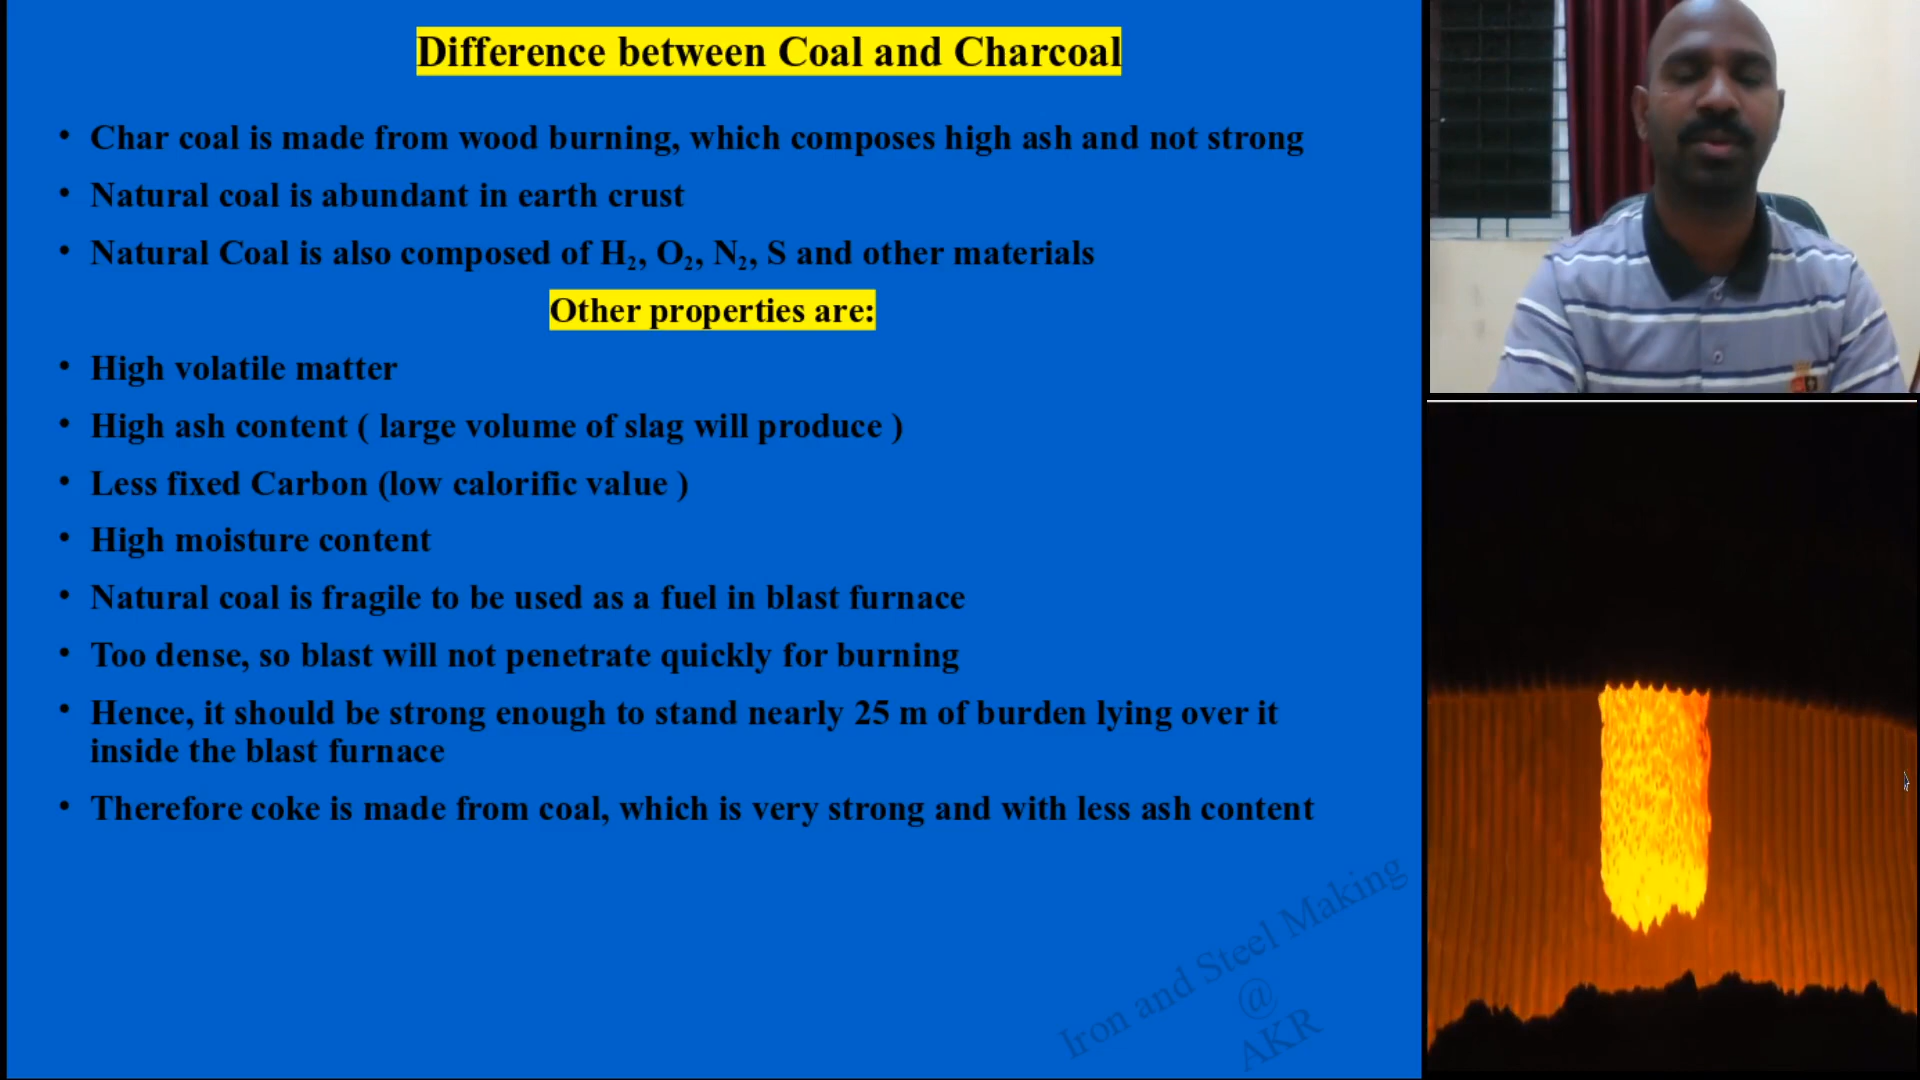 Difference between Coal and Charcoal
• Char coal is made from wood burning, which composes high ash and not strong
• Natural coal is abundant in earth crust
• Natural Coal is also composed of H₂, O₂, N₂, S and other materials
Other properties are:
• High volatile matter
• High ash content ( large volume of slag will produce )
• Less fixed Carbon (low calorific value )
• High moisture content
• Natural coal is fragile to be used as a fuel in blast furnace
• Too dense, so blast will not penetrate quickly for burning
• Hence, it should be strong enough to stand nearly 25 m of burden lying over it
inside the blast furnace
• Therefore coke is made from coal, which is very strong and with less ash content
Iron and Steel Making
@
AKR